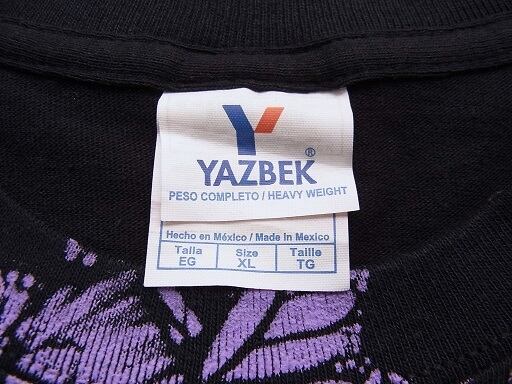 Y
YAZBEK®
PESO COMPLETO / HEAVY WEIGHT
Hecho en México / Made in Mexico
Talla Size Taille
EG XL TG